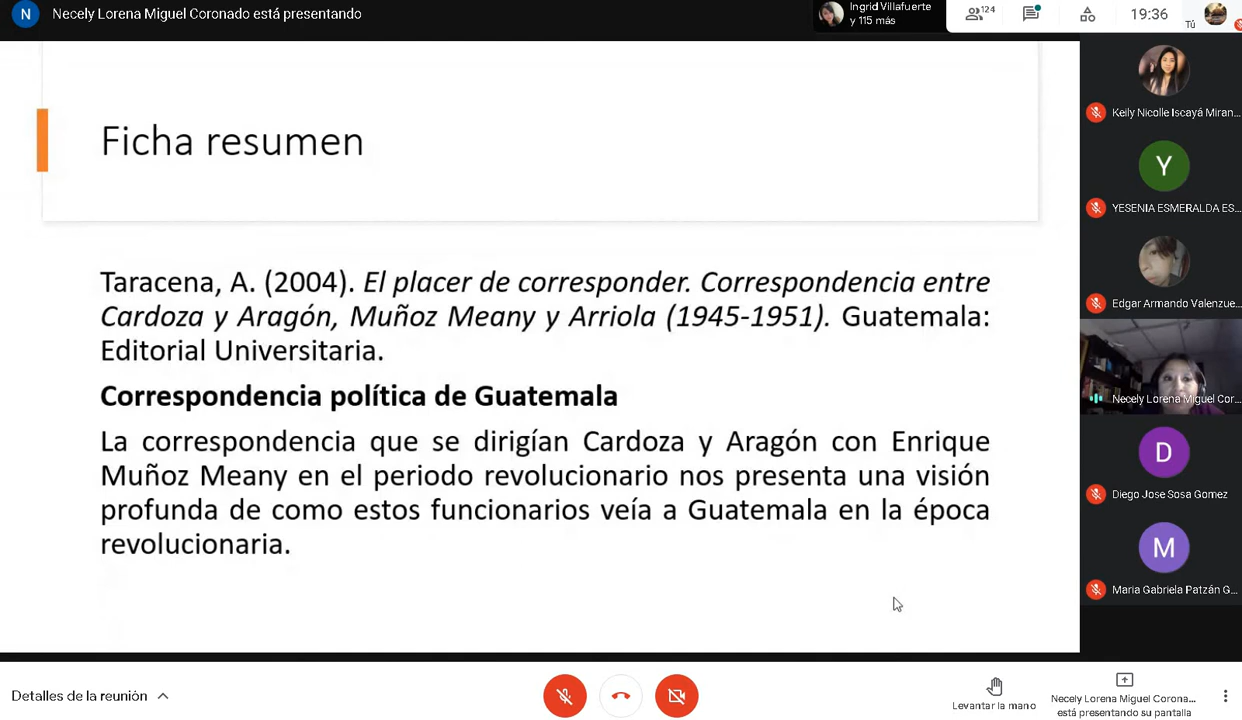 N
Necely Lorena Miguel Coronado está presentando
Ingrid Villafuerte
y 115 más
124
19:36
Tú
Ficha resumen
Taracena, A. (2004). El placer de corresponder. Correspondencia entre
Cardoza y Aragón, Muñoz Meany y Arriola (1945-1951). Guatemala:
Editorial Universitaria.
Correspondencia política de Guatemala
La correspondencia que se dirigían Cardoza y Aragón con Enrique
Muñoz Meany en el periodo revolucionario nos presenta una visión
profunda de como estos funcionarios veía a Guatemala en la época
revolucionaria.
Keily Nicolle Iscayá Miran...
Y
YESENIA ESMERALDA ES...
Edgar Armando Valenzue...
Necely Lorena Miguel Cor...
D
Diego Jose Sosa Gomez
M
Maria Gabriela Patzán G...
Detalles de la reunión
Levantar la mano
Necely Lorena Miguel Corona...
está presentando su pantalla